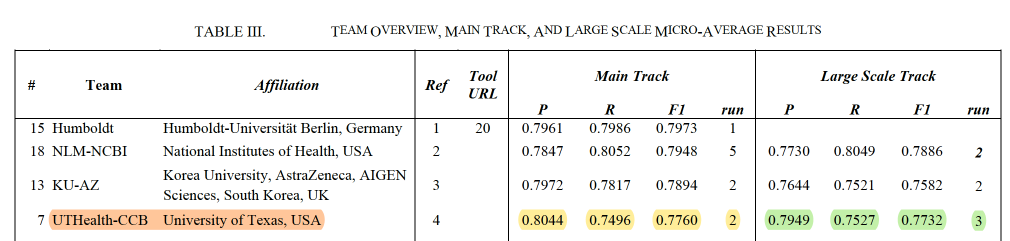 TABLE III. TEAM OVERVIEW, MAIN TRACK, AND LARGE SCALE MICRO-AVERAGE RESULTS
# Team Affiliation Ref Tool URL Main Track Large Scale Track
P R F1 run P R F1 run
15 Humboldt Humboldt-Universität Berlin, Germany 1 20 0.7961 0.7986 0.7973 1
18 NLM-NCBI National Institutes of Health, USA 2 0.7847 0.8052 0.7948 5 0.7730 0.8049 0.7886 2
13 KU-AZ Korea University, AstraZeneca, AIGEN Sciences, South Korea, UK 3 0.7972 0.7817 0.7894 2 0.7644 0.7521 0.7582 2
7 UTHealth-CCB University of Texas, USA 4 0.8044 0.7496 0.7760 2 0.7949 0.7527 0.7732 3